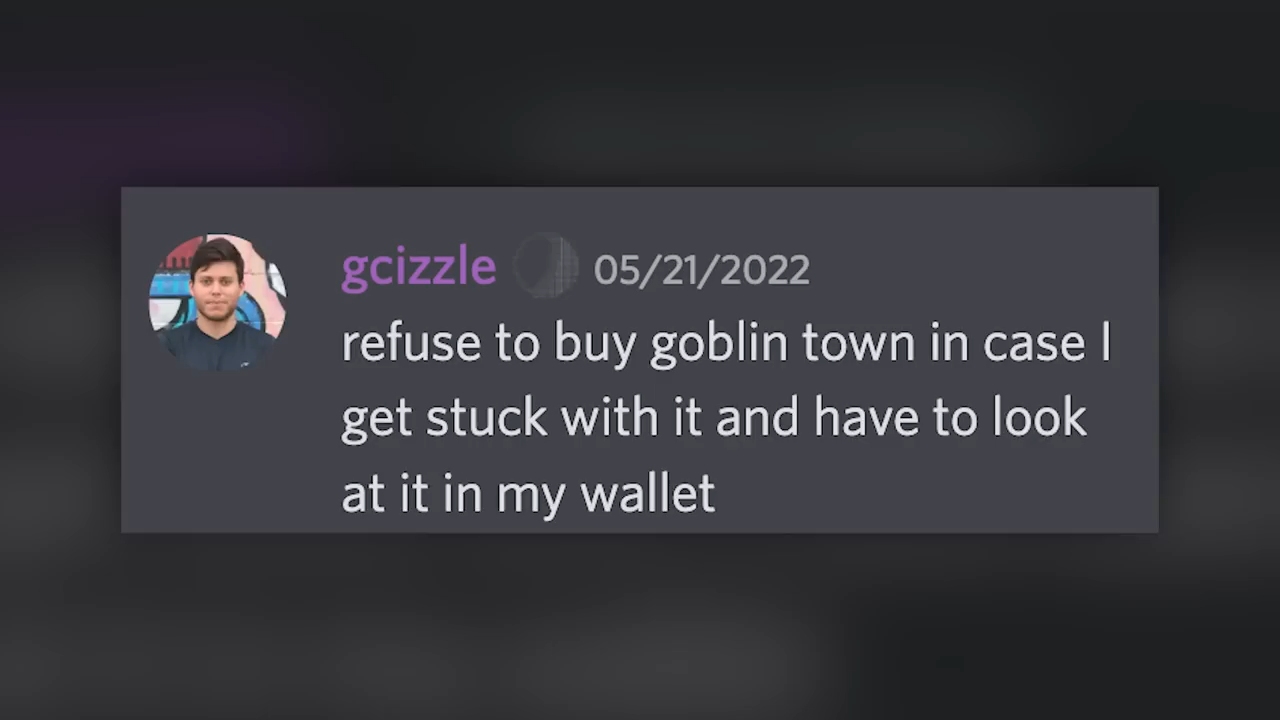 gcizzle 05/21/2022
refuse to buy goblin town in case I
get stuck with it and have to look
at it in my wallet